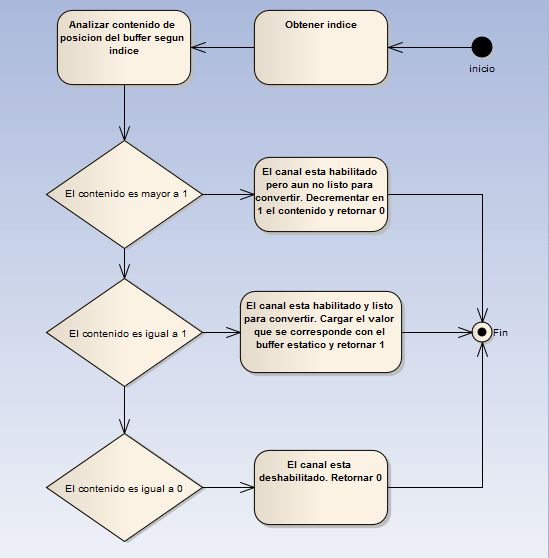 Analizar contenido de
posicion del buffer segun
indice
Obtener indice
inicio
El contenido es mayor a 1
El canal esta habilitado
pero aun no listo para
convertir. Decrementar en
1 el contenido y retornar 0
El contenido es igual a 1
El canal esta habilitado y listo
para convertir. Cargar el valor
que se corresponde con el
buffer estatico y retornar 1
Fin
El contenido es igual a 0
El canal esta
deshabilitado. Retornar 0